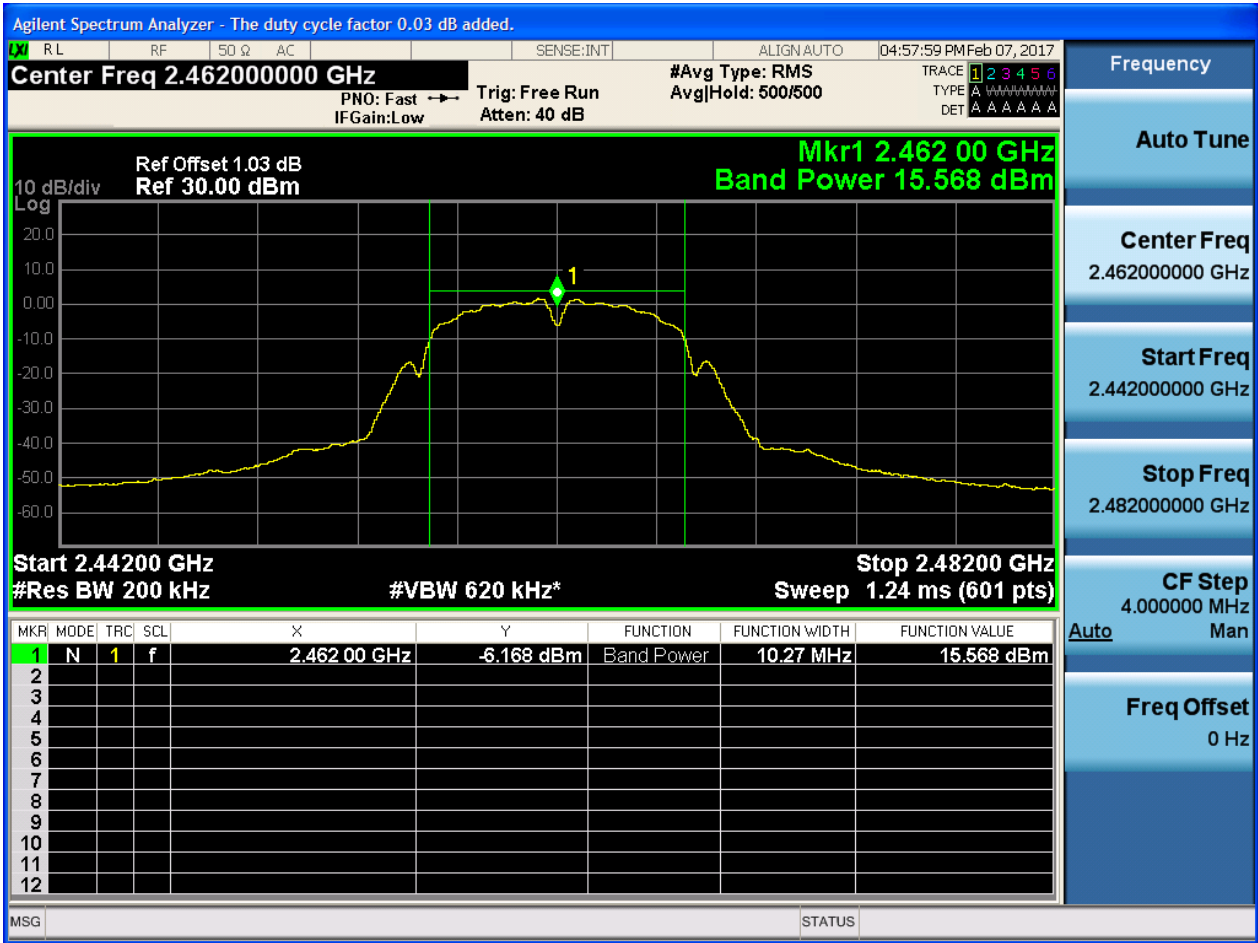 Agilent Spectrum Analyzer - The duty cycle factor 0.03 dB added.
LXI RL RF 50 Ω AC SENSE:INT ALIGN AUTO 04:57:59 PM Feb 07, 2017
Center Freq 2.462000000 GHz
PNO: Fast
IFGain:Low
Trig: Free Run
Atten: 40 dB
#Avg Type: RMS
Avg|Hold: 500/500
TRACE 1 2 3 4 5 6
TYPE A WWWWW
DET A A A A A A
Mkr1 2.462 00 GHz
Band Power 15.568 dBm
Ref Offset 1.03 dB
10 dB/div Ref 30.00 dBm
Log
20.0
10.0
0.00
-10.0
-20.0
-30.0
-40.0
-50.0
-60.0
1
Start 2.44200 GHz Stop 2.48200 GHz
#Res BW 200 kHz #VBW 620 kHz* Sweep 1.24 ms (601 pts)
MKR MODE TRC SCL X Y FUNCTION FUNCTION WIDTH FUNCTION VALUE
1 N 1 f 2.462 00 GHz -6.168 dBm Band Power 10.27 MHz 15.568 dBm
2
3
4
5
6
7
8
9
10
11
12
MSG STATUS
Frequency
Auto Tune
Center Freq
2.462000000 GHz
Start Freq
2.442000000 GHz
Stop Freq
2.482000000 GHz
CF Step
4.000000 MHz
Auto Man
Freq Offset
0 Hz